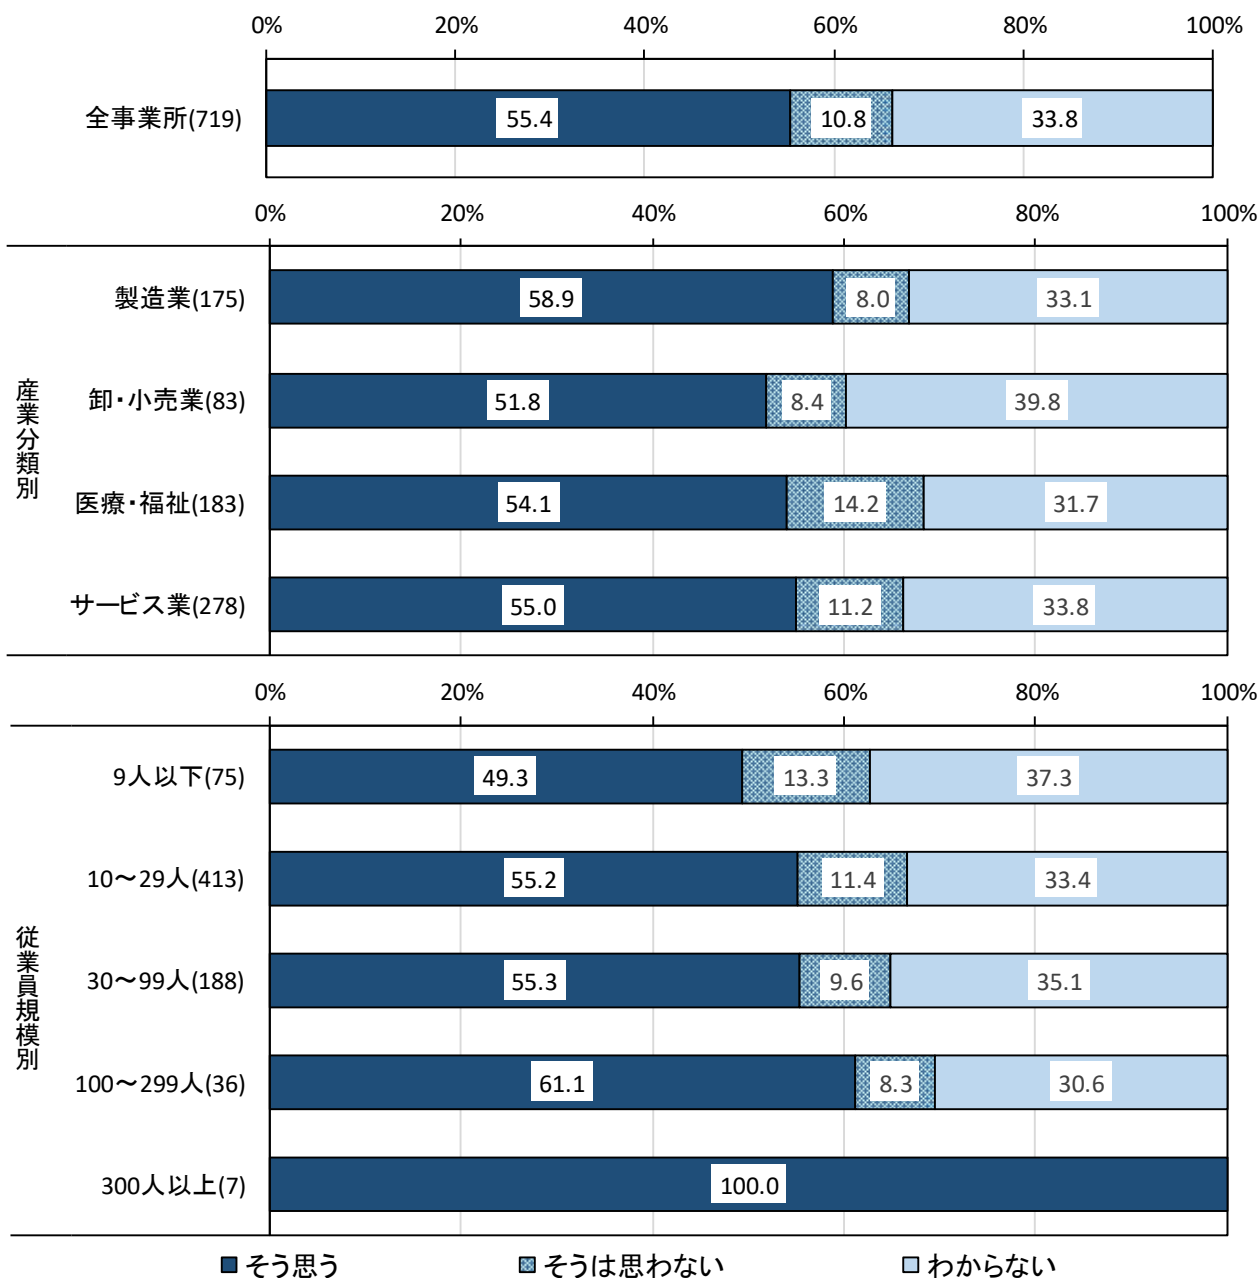 0% 20% 40% 60% 80% 100%
全事業所(719) 55.4 10.8 33.8
0% 20% 40% 60% 80% 100%
産業分類別
製造業(175) 58.9 8.0 33.1
卸・小売業(83) 51.8 8.4 39.8
医療・福祉(183) 54.1 14.2 31.7
サービス業(278) 55.0 11.2 33.8
0% 20% 40% 60% 80% 100%
従業員規模別
9人以下(75) 49.3 13.3 37.3
10～29人(413) 55.2 11.4 33.4
30～99人(188) 55.3 9.6 35.1
100～299人(36) 61.1 8.3 30.6
300人以上(7) 100.0
そう思う そうは思わない わからない